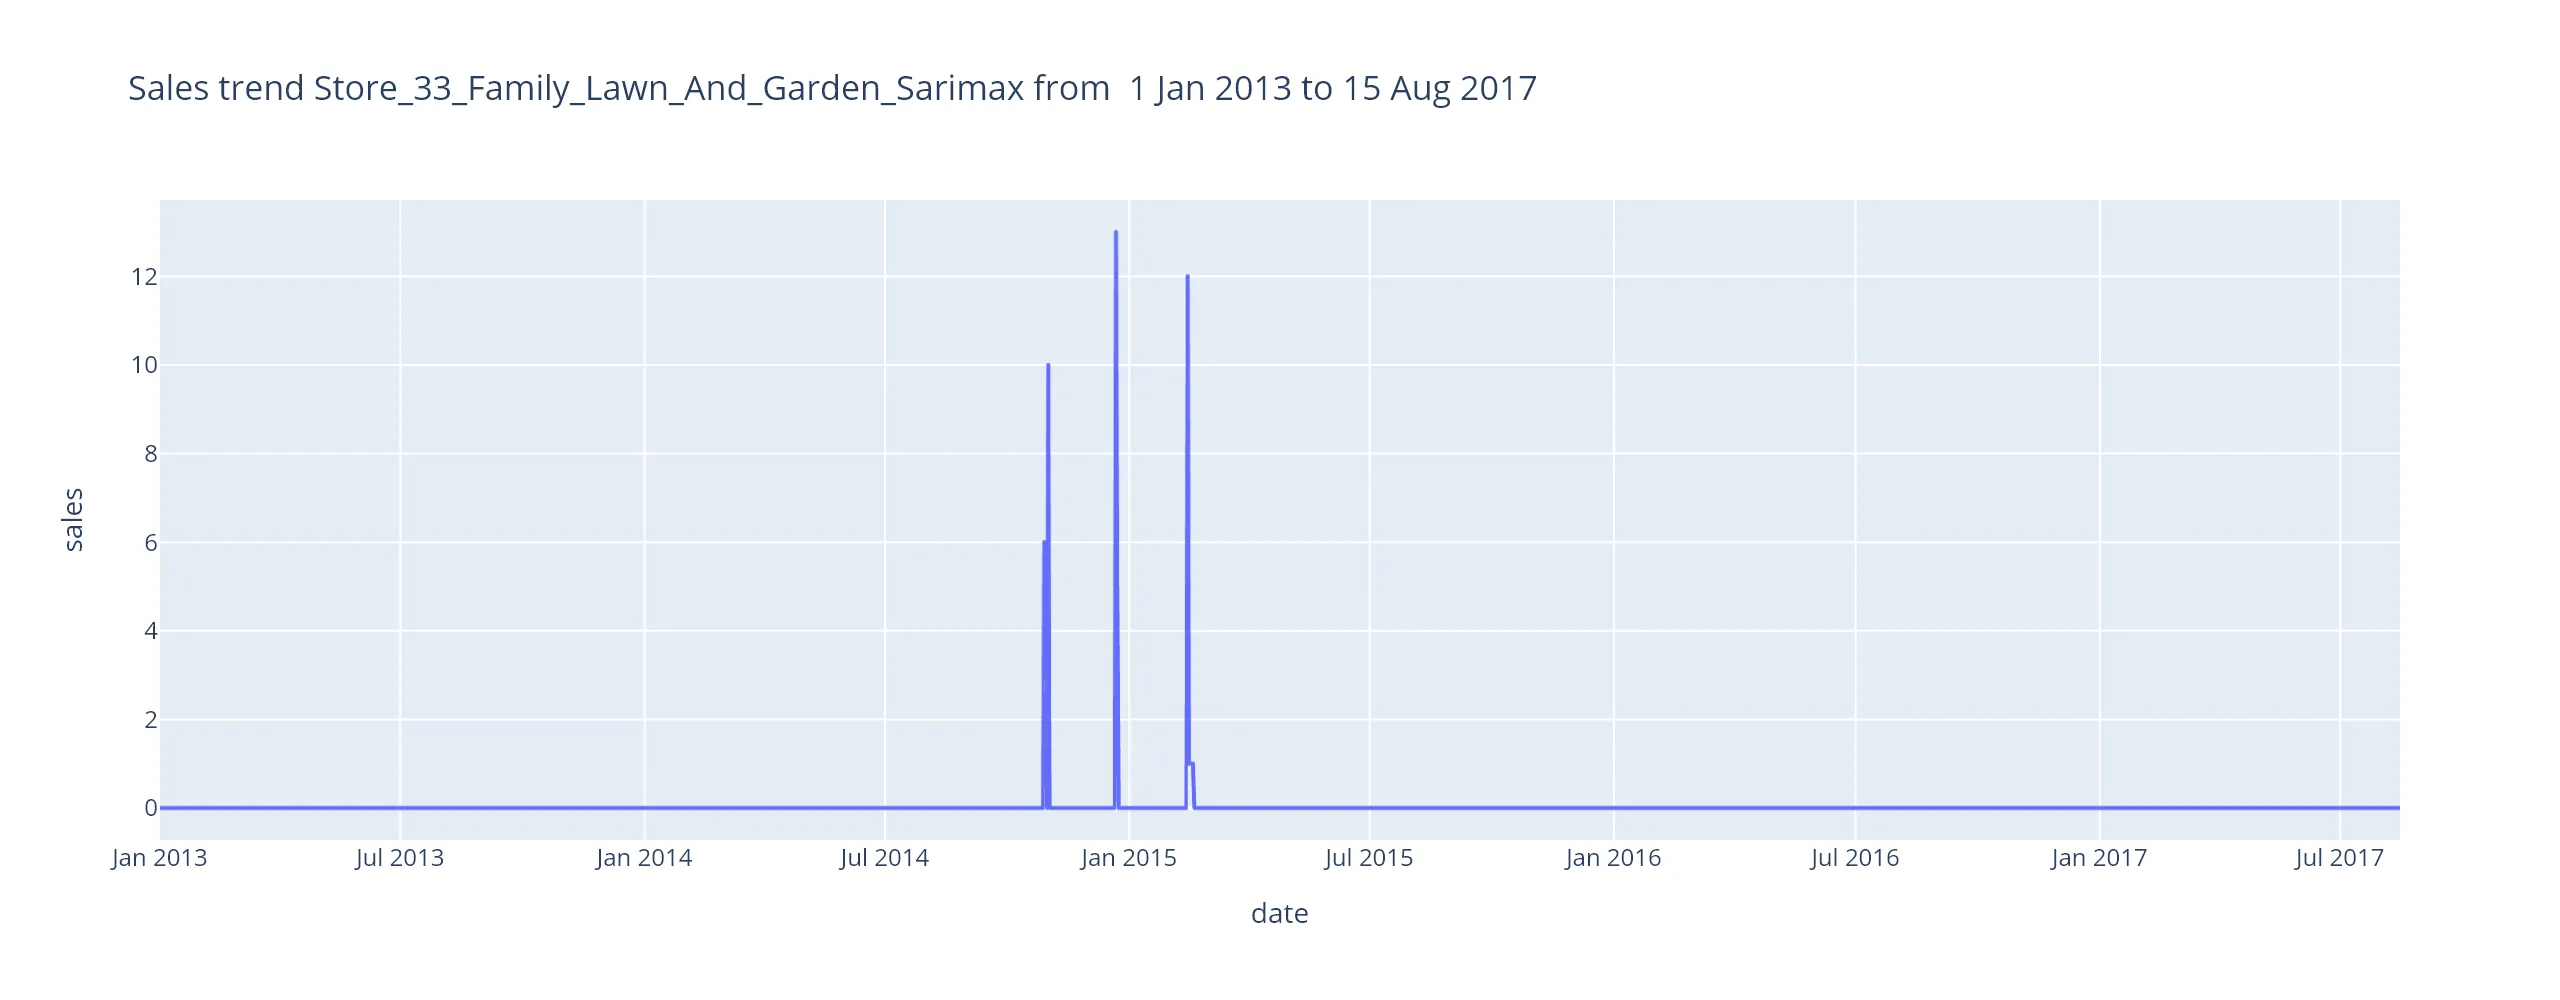 Sales trend Store_33_Family_Lawn_And_Garden_Sarimax from  1 Jan 2013 to 15 Aug 2017
12
10
8
6
4
2
0
sales
Jan 2013 Jul 2013 Jan 2014 Jul 2014 Jan 2015 Jul 2015 Jan 2016 Jul 2016 Jan 2017 Jul 2017
date